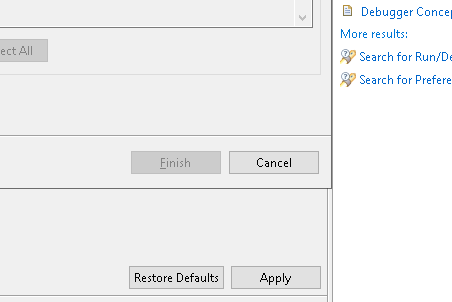 Debugger Concep
More results:
ect All
Search for Run/De
Search for Prefere
Finish
Cancel
Restore Defaults
Apply